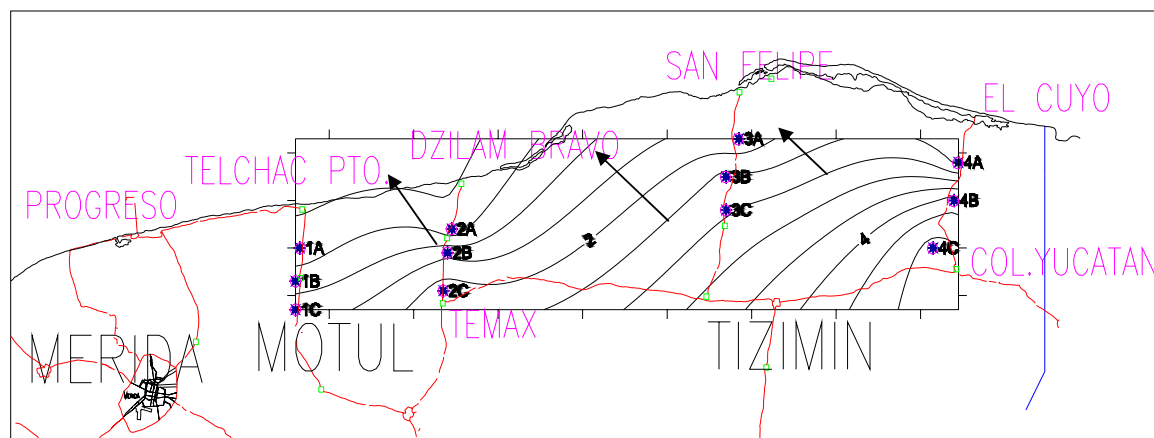 SAN FELIPE
EL CUYO
DZILAM BRAVO
TELCHAC PTO.
PROGRESO
3A
4A
3B
4B
3C
2A
1A
2B
4C
2
4
COL.YUCATAN
1B
2C
1C
TEMAX
MERIDA
MOTUL
TIZIMIN